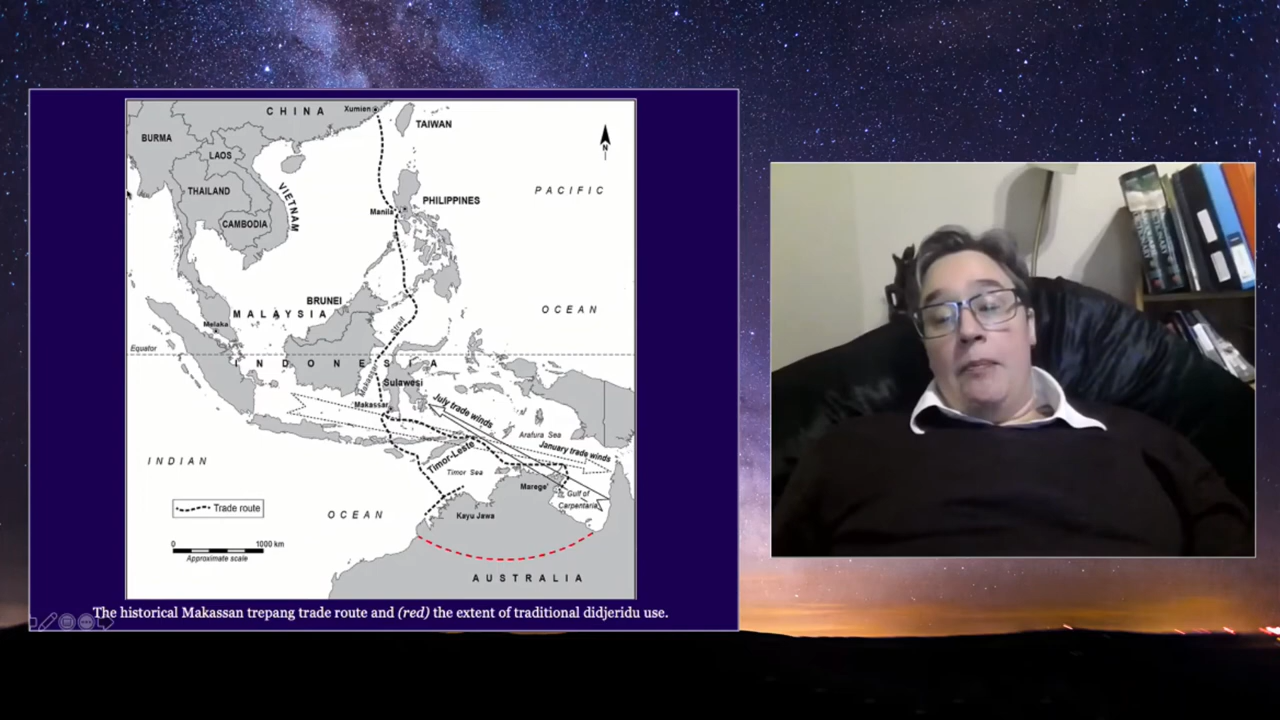 CHINA
Xumien
TAIWAN
BURMA
LAOS
N
THAILAND
VIETNAM
PACIFIC
PHILIPPINES
Manila
CAMBODIA
BRUNEI
MALAYSIA
OCEAN
Melaka
Strait
Equator
INDONESIA
Makassar
Sulawesi
Makassar
July trade winds
Arafura Sea
January trade winds
INDIAN
Timor-Leste
Timor Sea
Marege'
Gulf of
Carpentaria
Trade route
OCEAN
Kayu Jawa
0 1000 km
Approximate scale
AUSTRALIA
The historical Makassan trepang trade route and (red) the extent of traditional didjeridu use.